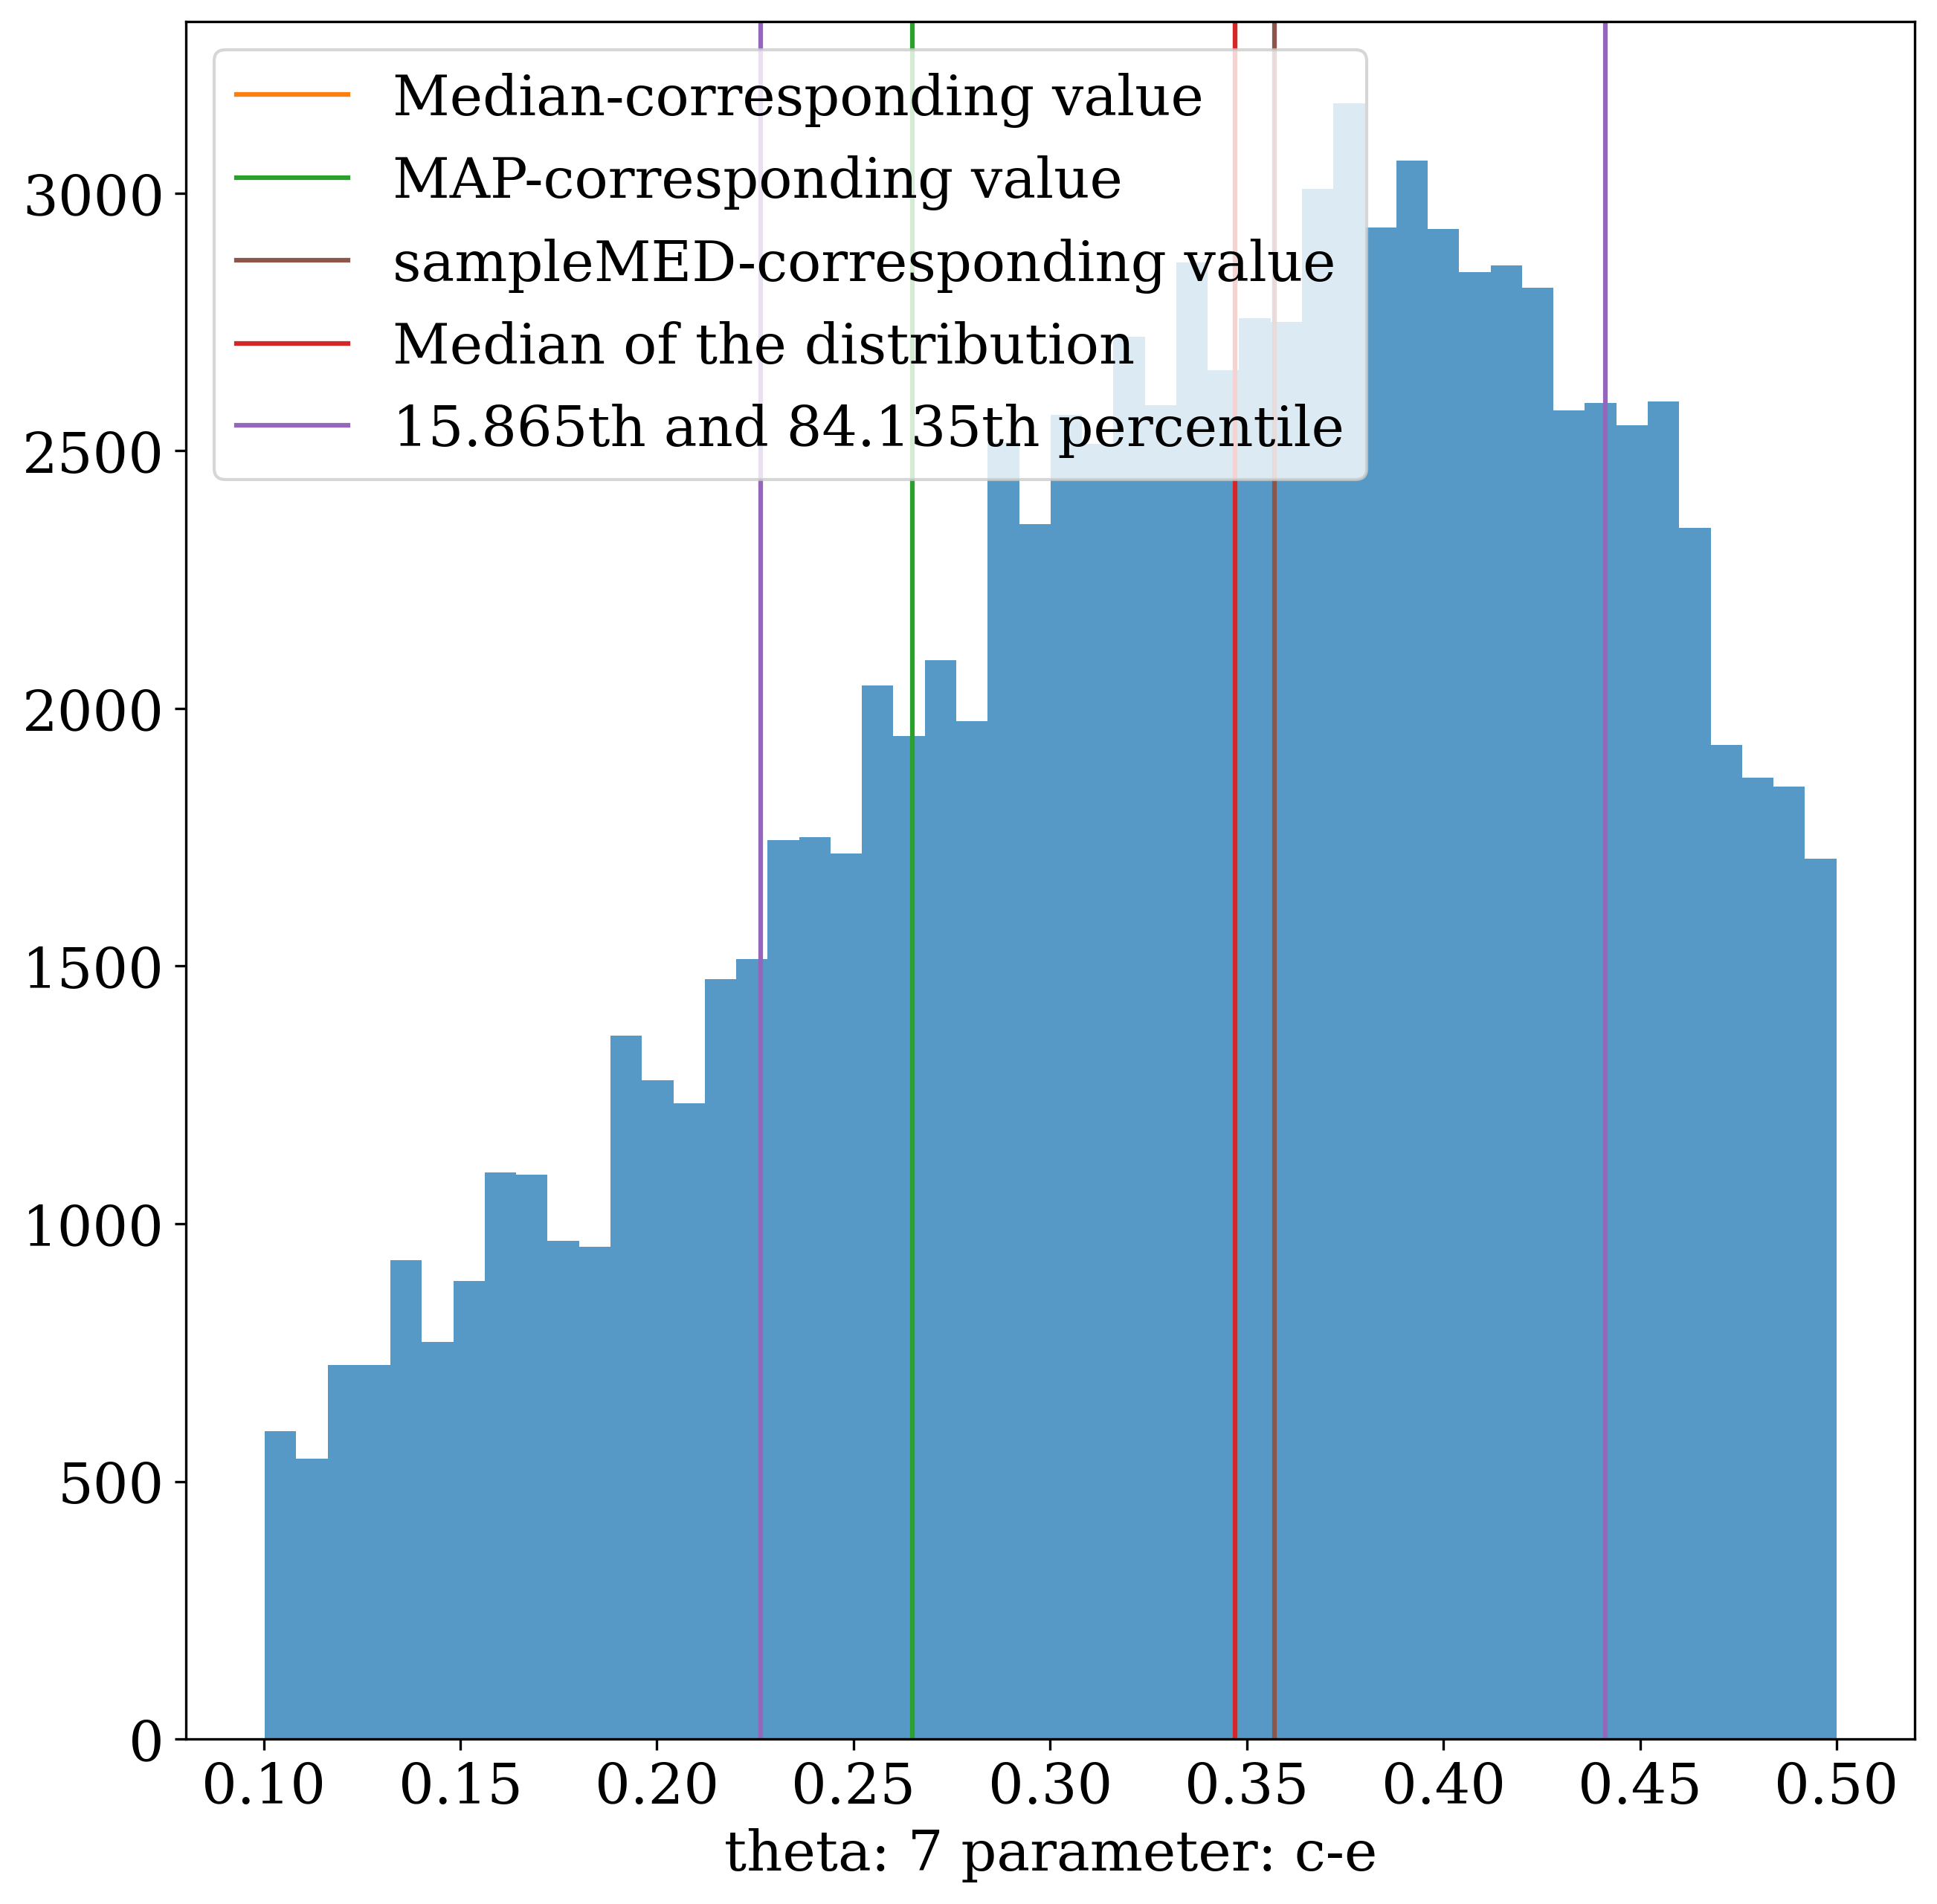 Median-corresponding value
MAP-corresponding value
sampleMED-corresponding value
Median of the distribution
15.865th and 84.135th percentile
3000
2500
2000
1500
1000
500
0
0.10 0.15 0.20 0.25 0.30 0.35 0.40 0.45 0.50
theta: 7 parameter: c-e